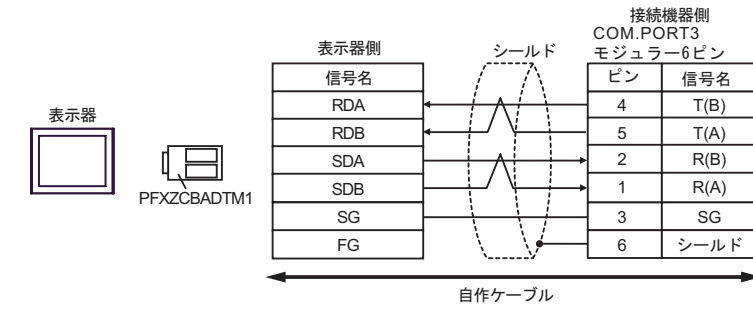 接続機器側
COM.PORT3
モジュラー6ピン
表示器側
シールド
信号名
ピン 信号名
RDA 4 T(B)
RDB 5 T(A)
SDA 2 R(B)
SDB 1 R(A)
SG 3 SG
FG 6 シールド
表示器
PFXZCBADTM1
自作ケーブル